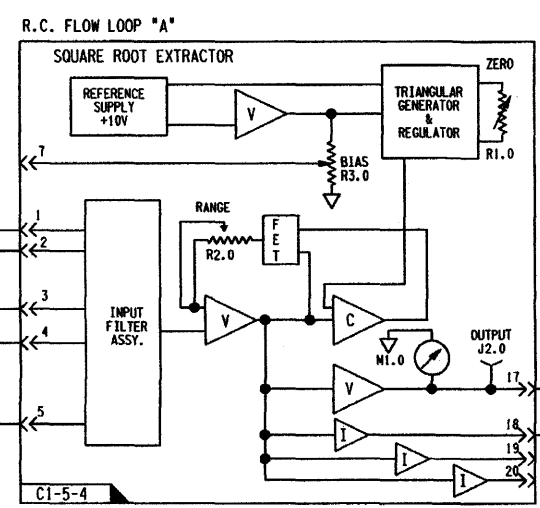 R.C. FLOW LOOP "A"
SQUARE ROOT EXTRACTOR
REFERENCE
SUPPLY
+10V
V
TRIANGULAR
GENERATOR
&
REGULATOR
ZERO
R1.0
7
BIAS
R3.0
1
2
3
4
5
INPUT
FILTER
ASSY.
RANGE
R2.0
F
E
T
V
C
M1.0
OUTPUT
J2.0
V
17
I
18
I
19
I
20
C1-5-4